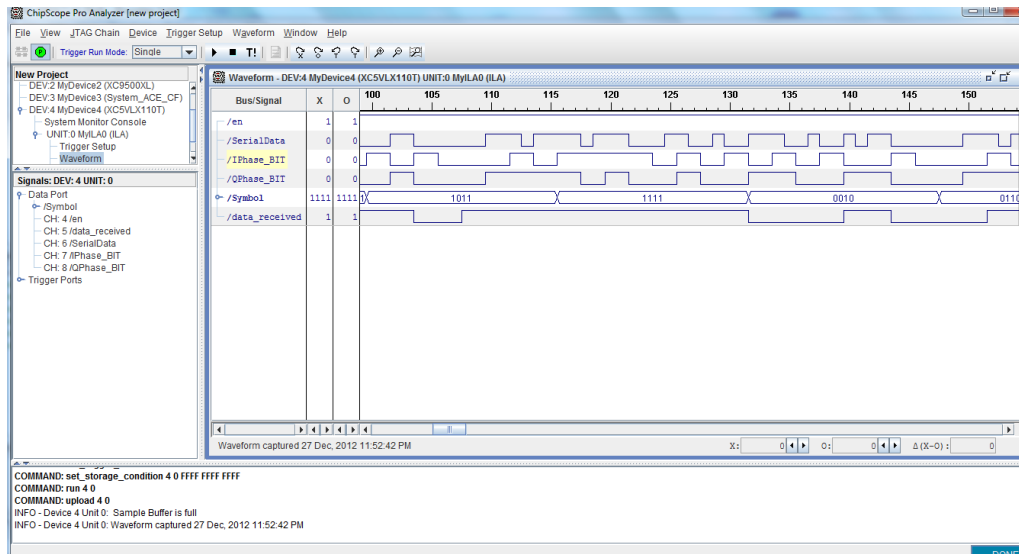 ChipScope Pro Analyzer [new project]
File View JTAG Chain Device Trigger Setup Waveform Window Help
Trigger Run Mode: Single T!
New Project
DEV:2 MyDevice2 (XC9500XL)
DEV:3 MyDevice3 (System_ACE_CF)
DEV:4 MyDevice4 (XC5VLX110T)
System Monitor Console
UNIT:0 MyILA0 (ILA)
Trigger Setup
Waveform
Signals: DEV: 4 UNIT: 0
Data Port
/Symbol
CH: 4 /en
CH: 5 /data_received
CH: 6 /SerialData
CH: 7 /IPhase_BIT
CH: 8 /QPhase_BIT
Trigger Ports
Waveform - DEV:4 MyDevice4 (XC5VLX110T) UNIT:0 MyILA0 (ILA)
Bus/Signal X O 100 105 110 115 120 125 130 135 140 145 150
/en 1 1
/SerialData 0 0
/IPhase_BIT 0 0
/QPhase_BIT 0 0
/Symbol 1111 1111 1 1011 1111 0010 0110
/data_received 1 1
Waveform captured 27 Dec, 2012 11:52:42 PM X: 0 O: 0 Δ(X-O): 0
COMMAND: set_storage_condition 4 0 FFFF FFFF FFFF
COMMAND: run 4 0
COMMAND: upload 4 0
INFO - Device 4 Unit 0: Sample Buffer is full
INFO - Device 4 Unit 0: Waveform captured 27 Dec, 2012 11:52:42 PM
DONE